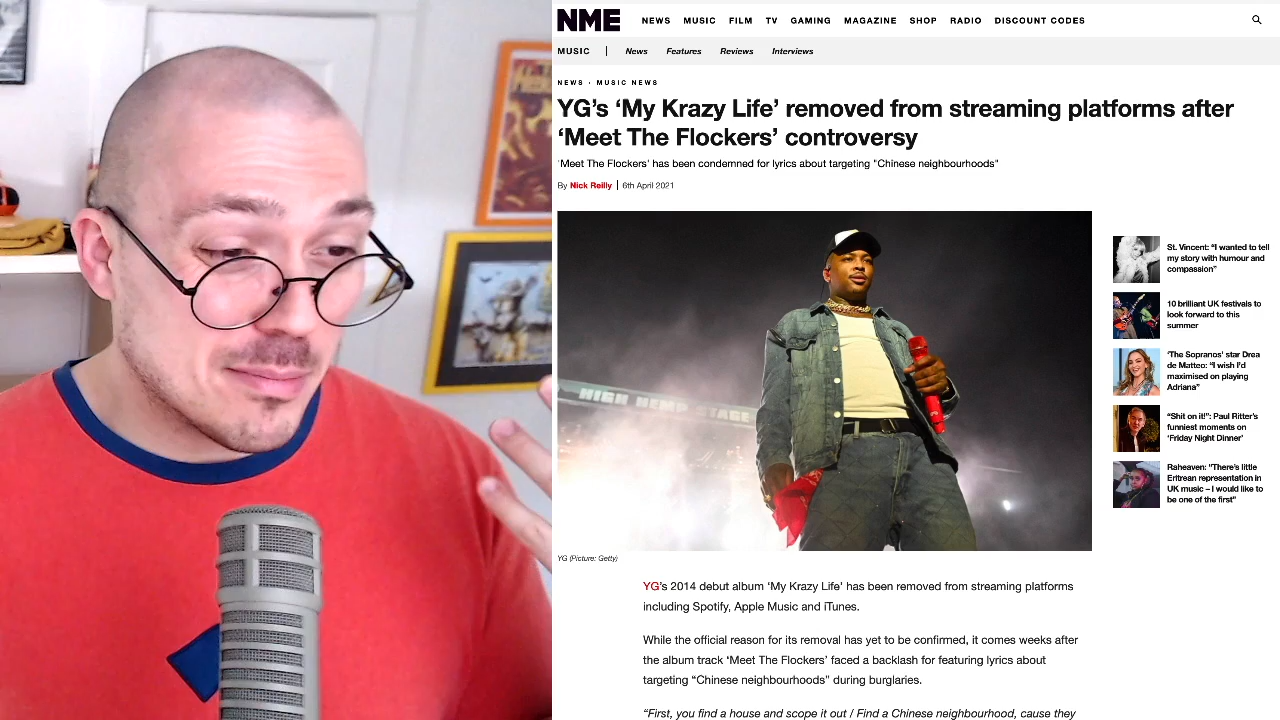 NME
NEWS MUSIC FILM TV GAMING MAGAZINE SHOP RADIO DISCOUNT CODES
MUSIC | News Features Reviews Interviews
NEWS · MUSIC NEWS
YG’s ‘My Krazy Life’ removed from streaming platforms after
‘Meet The Flockers’ controversy
'Meet The Flockers' has been condemned for lyrics about targeting "Chinese neighbourhoods"
By Nick Reilly | 6th April 2021
HIGH HEMP STAGE
YG (Picture: Getty)
St. Vincent: “I wanted to tell
my story with humour and
compassion”
10 brilliant UK festivals to
look forward to this
summer
‘The Sopranos’ star Drea
de Matteo: “I wish I’d
maximised on playing
Adriana”
“Shit on it!”: Paul Ritter’s
funniest moments on
‘Friday Night Dinner’
Raheaven: “There’s little
Eritrean representation in
UK music – I would like to
be one of the first”
YG’s 2014 debut album ‘My Krazy Life’ has been removed from streaming platforms
including Spotify, Apple Music and iTunes.
While the official reason for its removal has yet to be confirmed, it comes weeks after
the album track ‘Meet The Flockers’ faced a backlash for featuring lyrics about
targeting “Chinese neighbourhoods” during burglaries.
“First, you find a house and scope it out / Find a Chinese neighbourhood, cause they